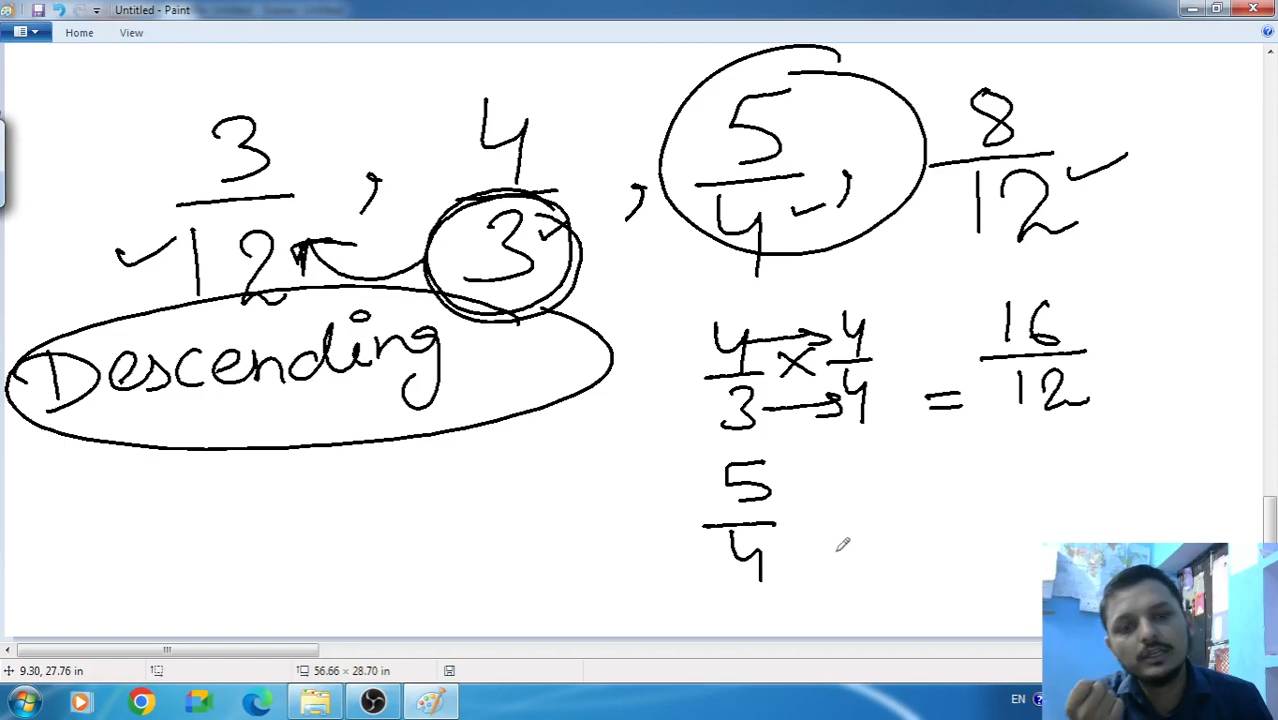 Untitled - Paint
Home View
3/12 , 4/3 , 5/4 , 8/12
Descending
4/3 × 4/4 = 16/12
5/4
9.30, 27.76 in 56.66 × 28.70 in
EN